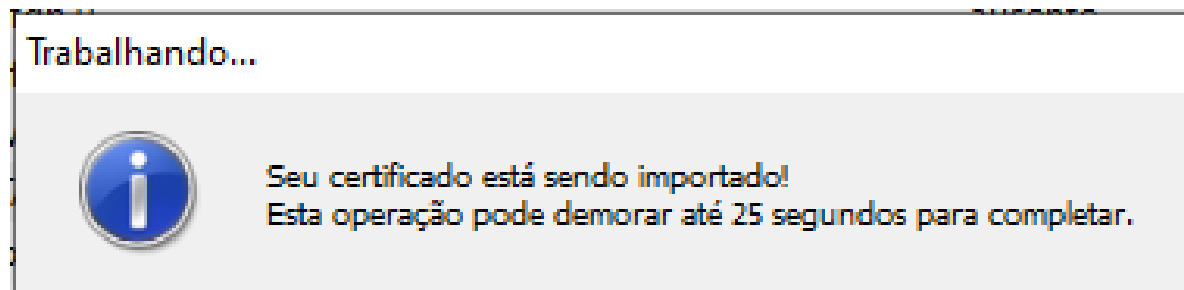 Trabalhando...
Seu certificado está sendo importado!
Esta operação pode demorar até 25 segundos para completar.